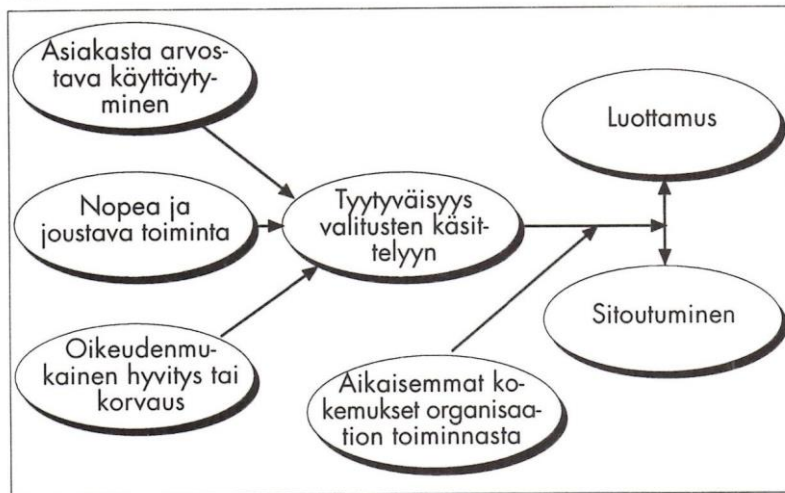 Asiakasta arvos-
tava käyttäyty-
minen
Nopea ja
joustava toiminta
Oikeudenmu-
kainen hyvitys tai
korvaus
Tyytyväisyys
valitusten käsit-
telyyn
Aikaisemmat ko-
kemukset organisaa-
tion toiminnasta
Luottamus
Sitoutuminen